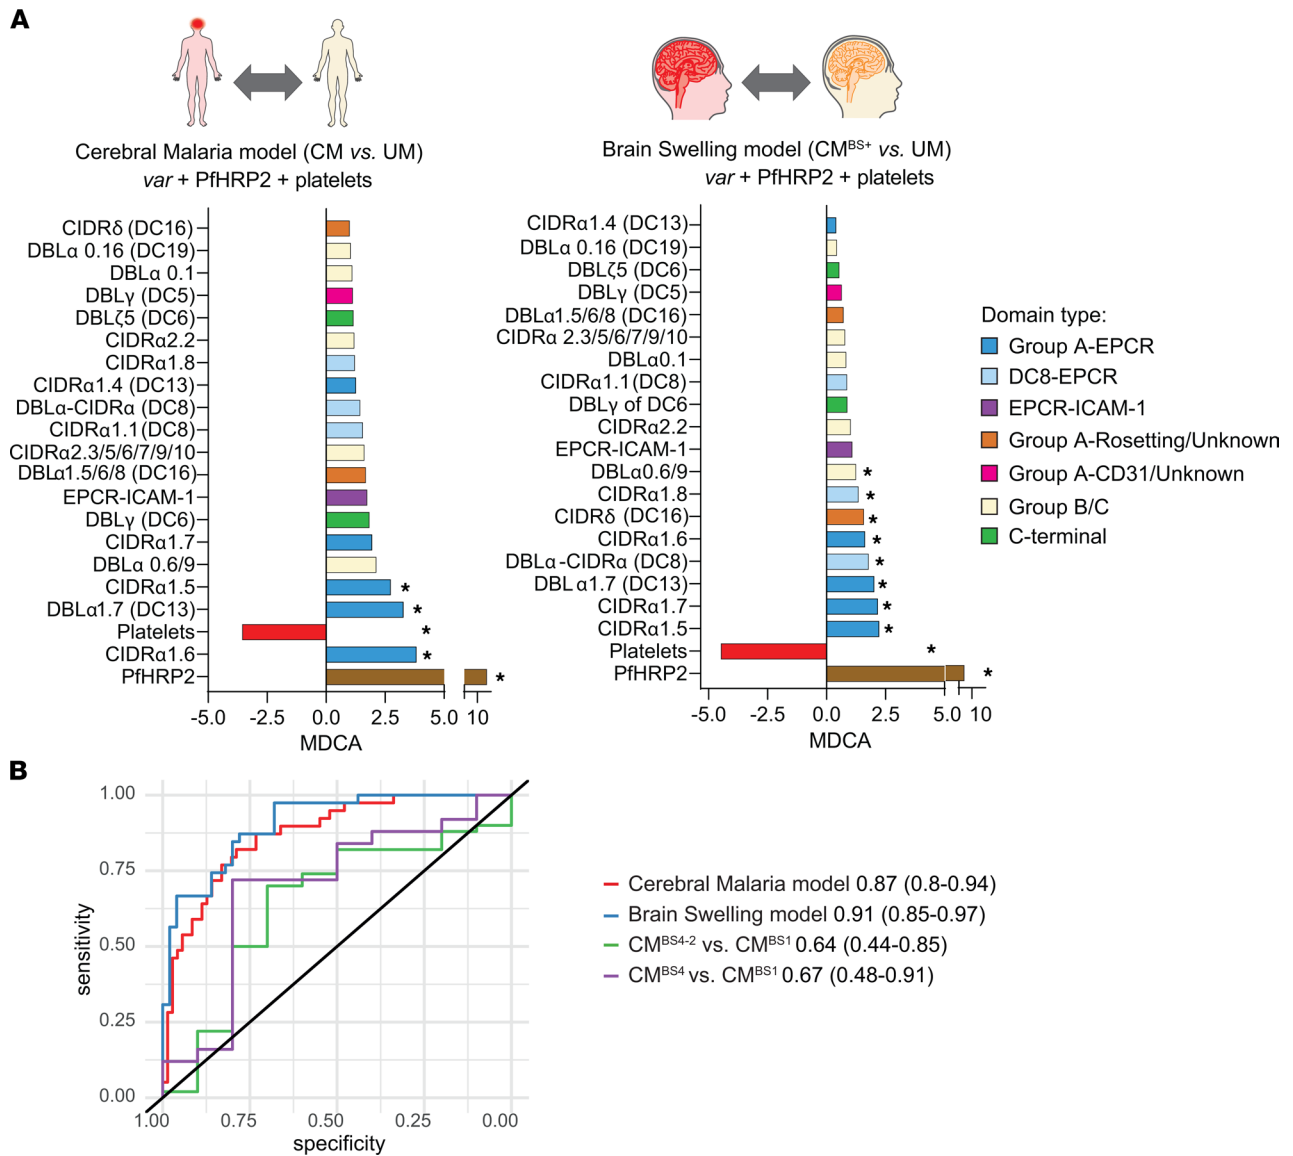 A
Cerebral Malaria model (CM vs. UM)
var + PfHRP2 + platelets
CIDRδ (DC16)
DBLα 0.16 (DC19)
DBLα 0.1
DBLγ (DC5)
DBLζ5 (DC6)
CIDRα2.2
CIDRα1.8
CIDRα1.4 (DC13)
DBLα-CIDRα (DC8)
CIDRα1.1(DC8)
CIDRα2.3/5/6/7/9/10
DBLα1.5/6/8 (DC16)
EPCR-ICAM-1
DBLγ (DC6)
CIDRα1.7
DBLα 0.6/9
CIDRα1.5 *
DBLα1.7 (DC13) *
Platelets *
CIDRα1.6 *
PfHRP2 *
-5.0 -2.5 0.0 2.5 5.0 10
MDCA
Brain Swelling model (CMBS+ vs. UM)
var + PfHRP2 + platelets
CIDRα1.4 (DC13)
DBLα 0.16 (DC19)
DBLζ5 (DC6)
DBLγ (DC5)
DBLα1.5/6/8 (DC16)
CIDRα 2.3/5/6/7/9/10
DBLα0.1
CIDRα1.1(DC8)
DBLγ of DC6
CIDRα2.2
EPCR-ICAM-1
DBLα0.6/9 *
CIDRα1.8 *
CIDRδ (DC16) *
CIDRα1.6 *
DBLα-CIDRα (DC8) *
DBLα1.7 (DC13) *
CIDRα1.7 *
CIDRα1.5 *
Platelets *
PfHRP2 *
-5.0 -2.5 0.0 2.5 5.0 10
MDCA
Domain type:
Group A-EPCR
DC8-EPCR
EPCR-ICAM-1
Group A-Rosetting/Unknown
Group A-CD31/Unknown
Group B/C
C-terminal
B
1.00
0.75
0.50
0.25
0.00
sensitivity
1.00 0.75 0.50 0.25 0.00
specificity
Cerebral Malaria model 0.87 (0.8-0.94)
Brain Swelling model 0.91 (0.85-0.97)
CMBS4-2 vs. CMBS1 0.64 (0.44-0.85)
CMBS4 vs. CMBS1 0.67 (0.48-0.91)